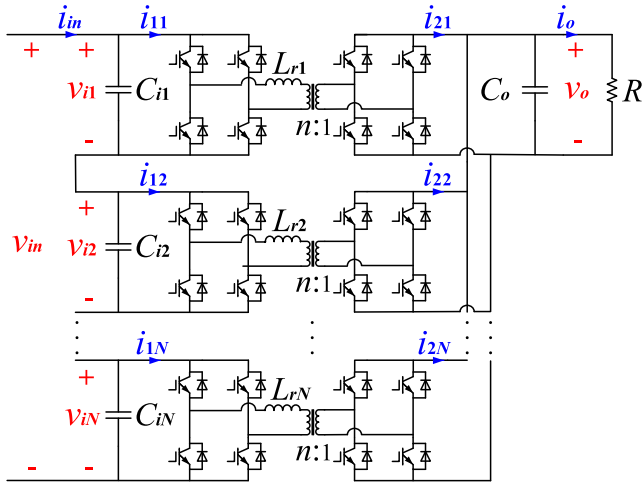 i_in i_11 i_21 i_o
+ + +
v_i1 C_i1 L_r1 C_o v_o R
- n:1 -
i_12 i_22
+
v_in v_i2 C_i2 L_r2
- n:1
i_1N i_2N
+
v_iN C_iN L_rN
- - n:1